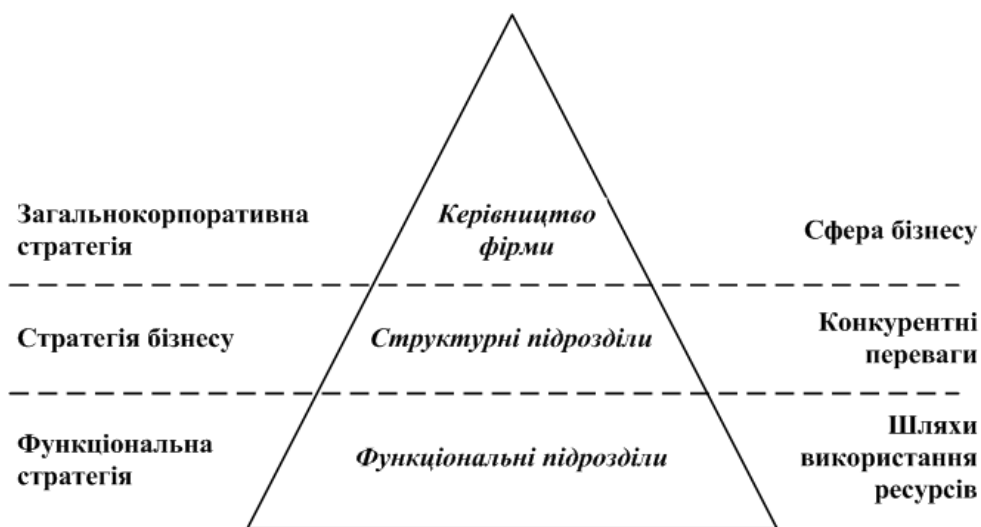 Загальнокорпоративна
стратегія
Керівництво
фірми
Сфера бізнесу
Стратегія бізнесу
Структурні підрозділи
Конкурентні
переваги
Функціональна
стратегія
Функціональні підрозділи
Шляхи
використання
ресурсів